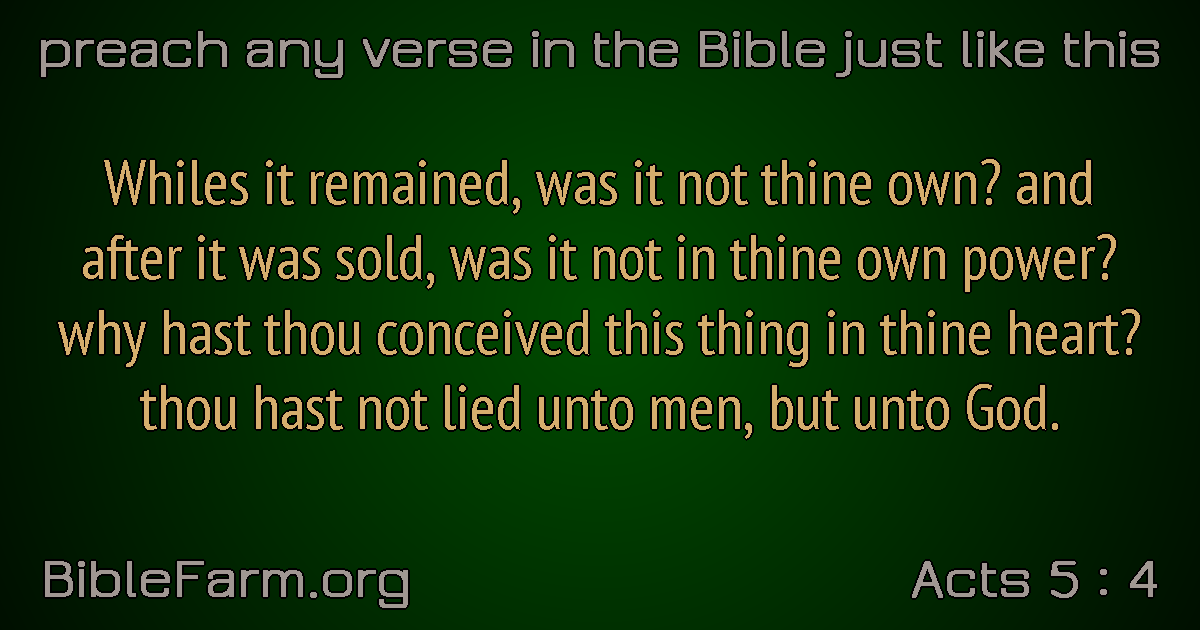 preach any verse in the Bible just like this
Whiles it remained, was it not thine own? and
after it was sold, was it not in thine own power?
why hast thou conceived this thing in thine heart?
thou hast not lied unto men, but unto God.
BibleFarm.org
Acts 5 : 4